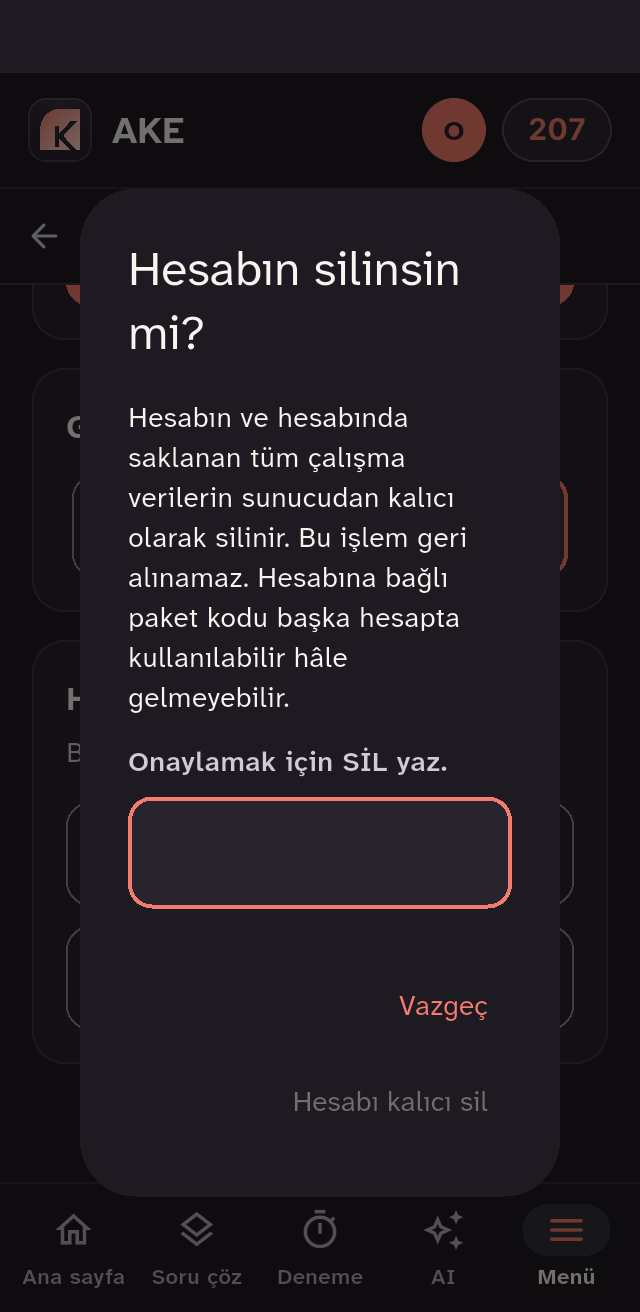 AKE
O
207
Hesabın silinsin
mi?
Hesabın ve hesabında
saklanan tüm çalışma
verilerin sunucudan kalıcı
olarak silinir. Bu işlem geri
alınamaz. Hesabına bağlı
paket kodu başka hesapta
kullanılabilir hâle
gelmeyebilir.
Onaylamak için SİL yaz.
Vazgeç
Hesabı kalıcı sil
Ana sayfa
Soru çöz
Deneme
AI
Menü